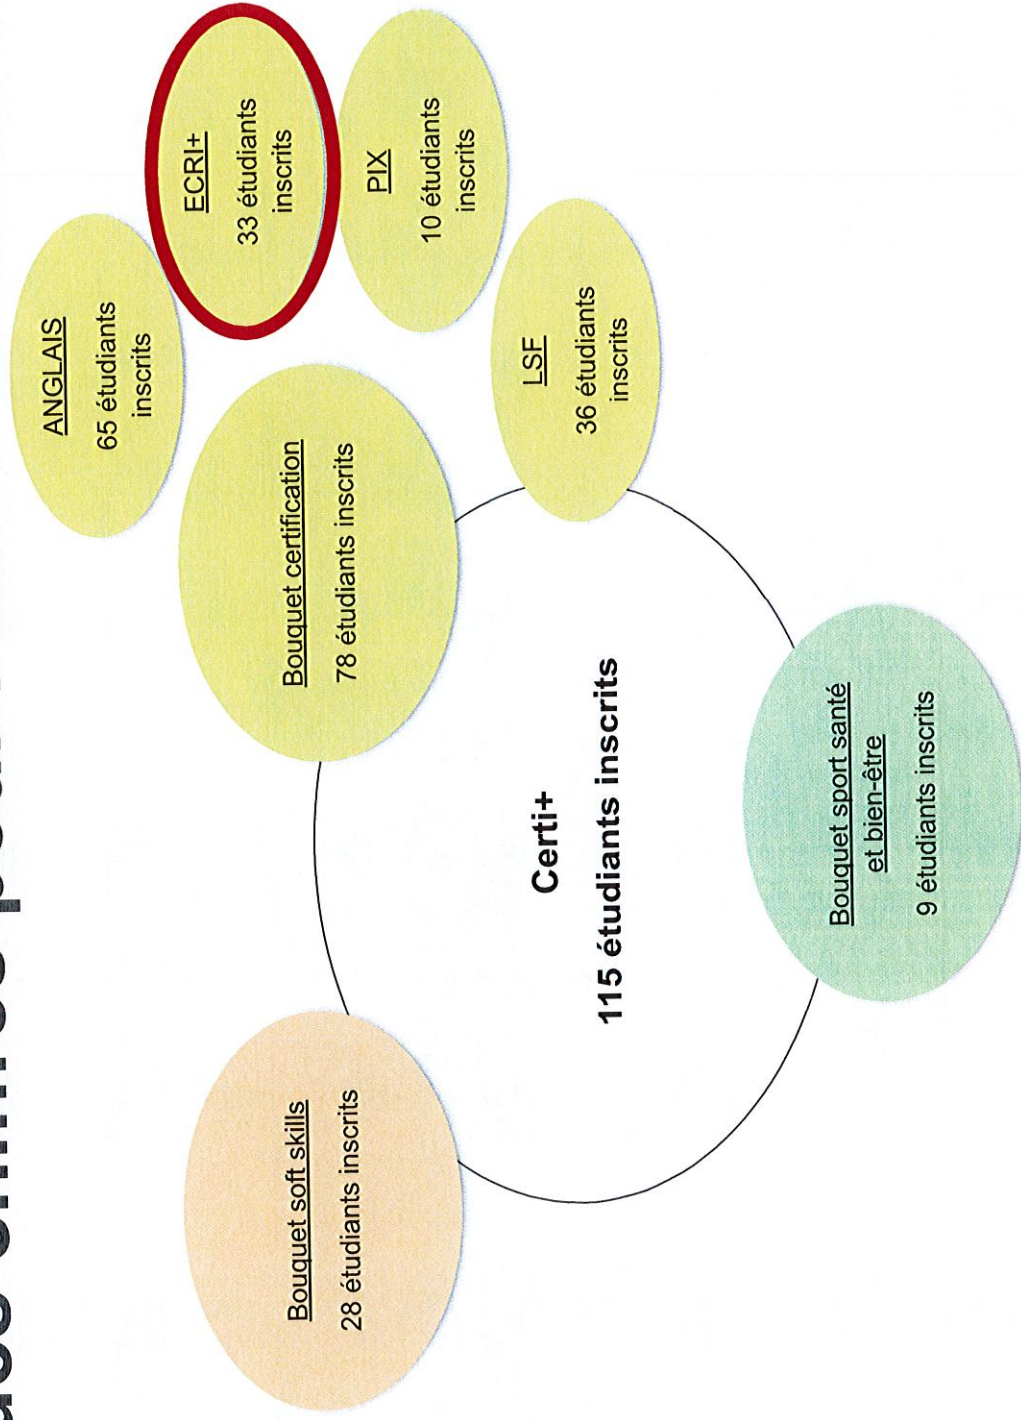 ANGLAIS
65 étudiants
inscrits
ECRI+
33 étudiants
inscrits
PIX
10 étudiants
inscrits
LSF
36 étudiants
inscrits
Bouquet certification
78 étudiants inscrits
Bouquet soft skills
28 étudiants inscrits
Certi+
115 étudiants inscrits
Bouquet sport santé
et bien-être
9 étudiants inscrits